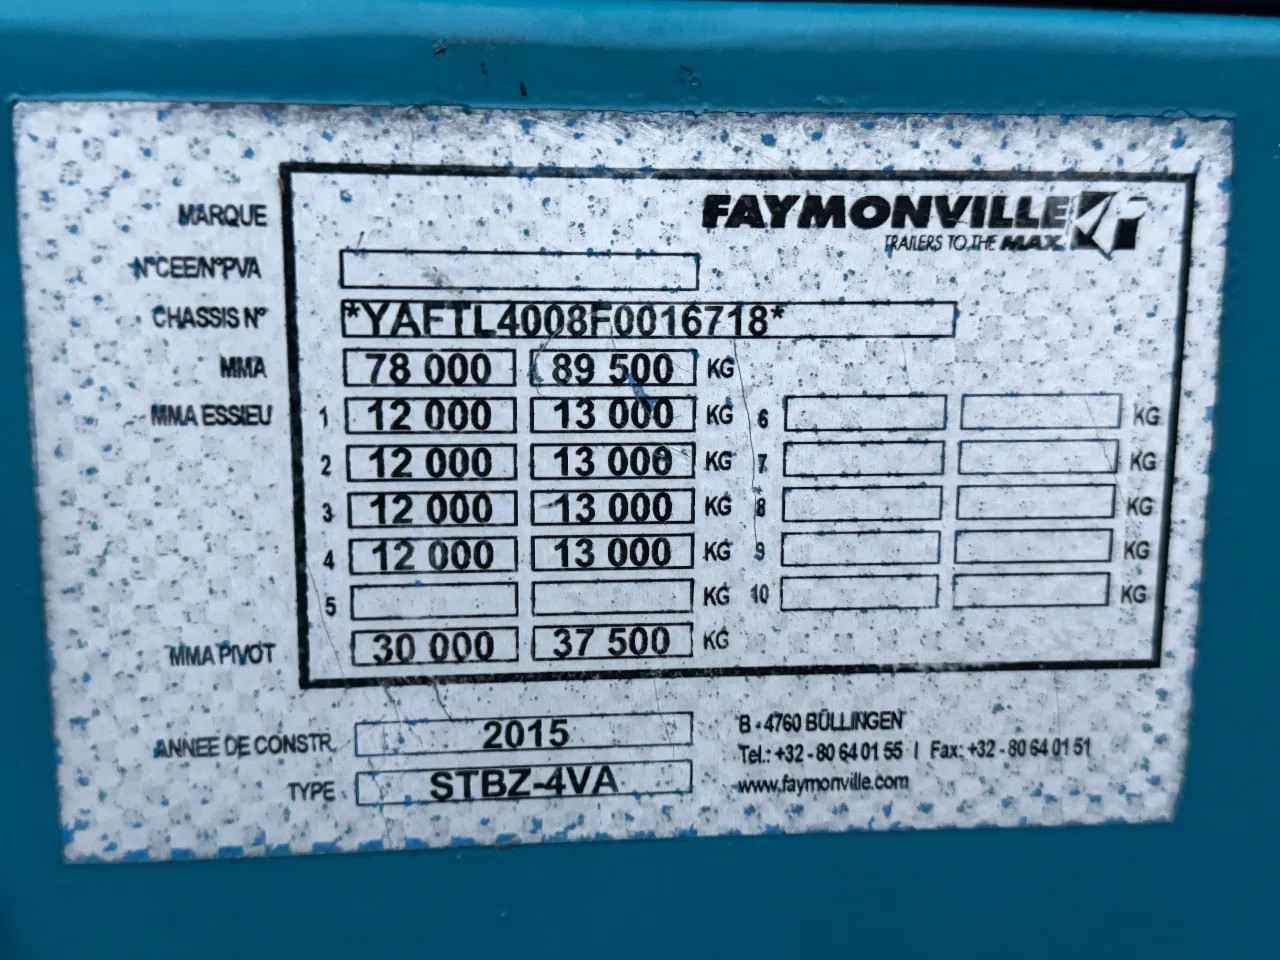 MARQUE FAYMONVILLE
TRAILERS TO THE MAX
N°CEE/N°PVA
CHASSIS N° *YAFTL4008F0016718*
MMA 78 000 89 500 KG
MMA ESSIEU 1 12 000 13 000 KG 6 KG
2 12 000 13 000 KG 7 KG
3 12 000 13 000 KG 8 KG
4 12 000 13 000 KG 9 KG
5 KG 10 KG
MMA PIVOT 30 000 37 500 KG
ANNEE DE CONSTR. 2015
TYPE STBZ-4VA
B - 4760 BÜLLINGEN
Tel.: +32 - 80 64 01 55 | Fax: +32 - 80 64 01 51
www.faymonville.com